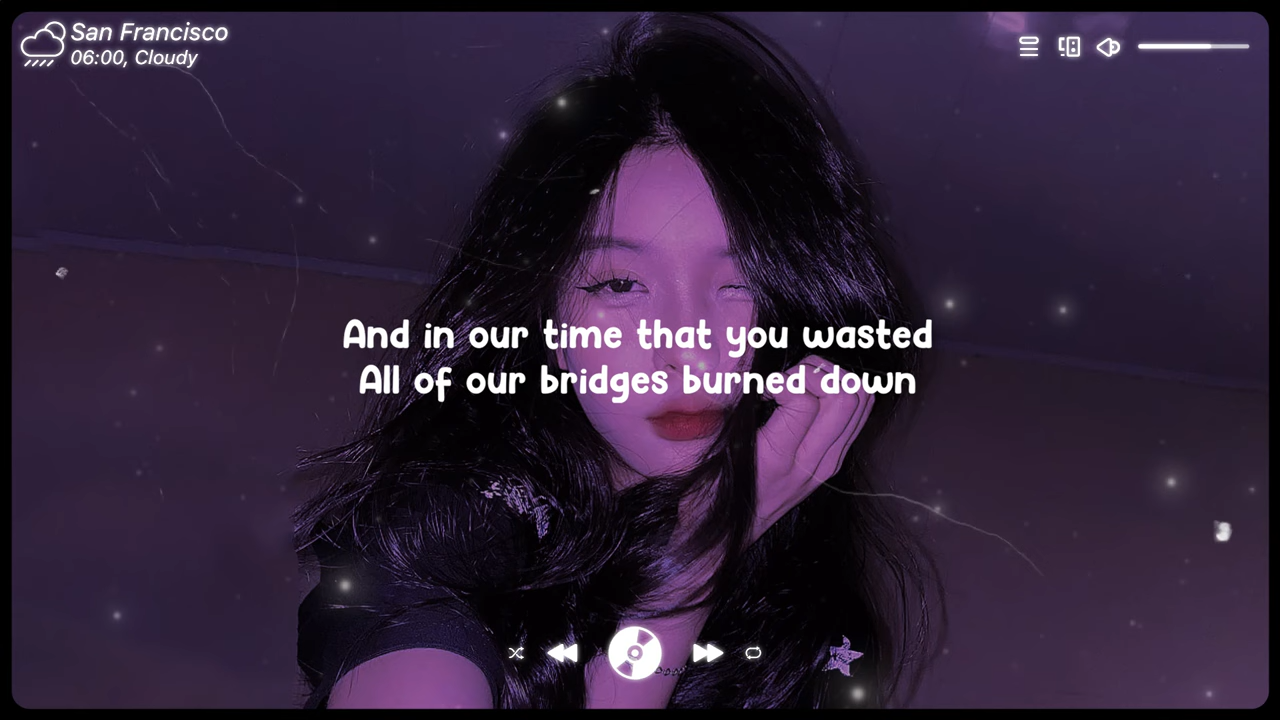 San Francisco
06:00, Cloudy
And in our time that you wasted
All of our bridges burned down